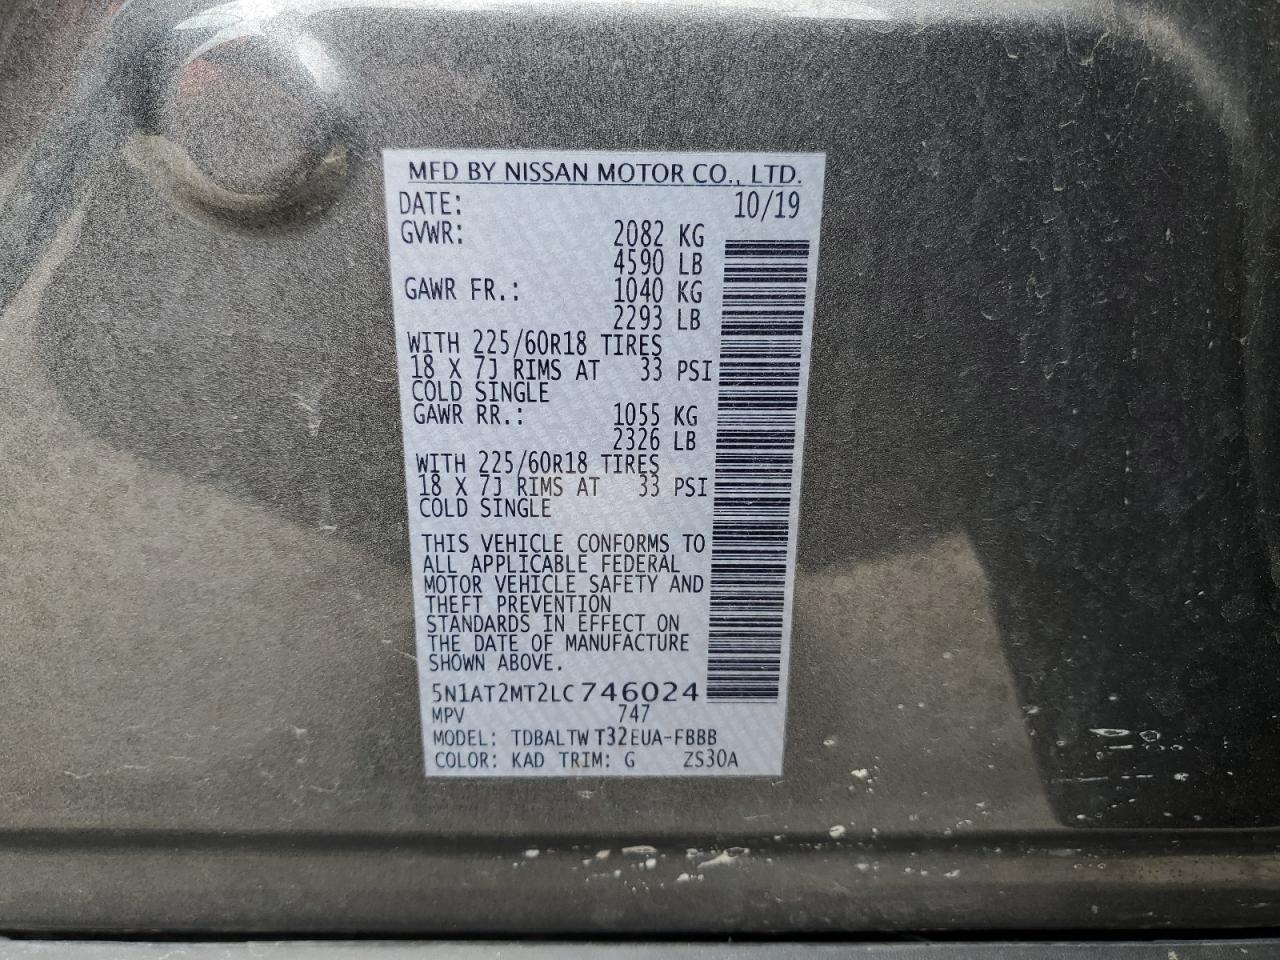 MFD BY NISSAN MOTOR CO., LTD.
DATE: 10/19
GVWR: 2082 KG
4590 LB
GAWR FR.: 1040 KG
2293 LB
WITH 225/60R18 TIRES
18 X 7J RIMS AT 33 PSI
COLD SINGLE
GAWR RR.: 1055 KG
2326 LB
WITH 225/60R18 TIRES
18 X 7J RIMS AT 33 PSI
COLD SINGLE
THIS VEHICLE CONFORMS TO
ALL APPLICABLE FEDERAL
MOTOR VEHICLE SAFETY AND
THEFT PREVENTION
STANDARDS IN EFFECT ON
THE DATE OF MANUFACTURE
SHOWN ABOVE.
5N1AT2MT2LC746024
MPV 747
MODEL: TDBALTW T32EUA-FBBB
COLOR: KAD TRIM: G ZS30A